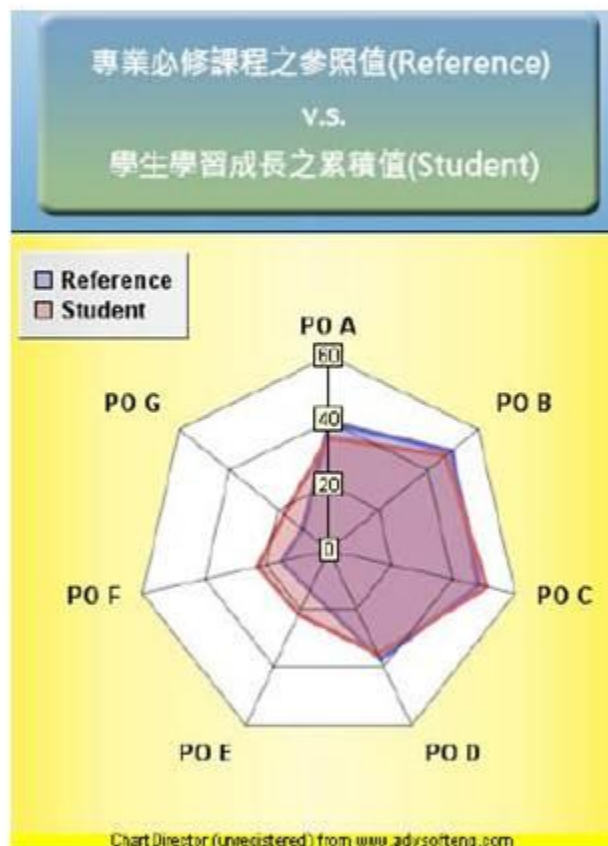 專業必修課程之參照值(Reference)
v.s.
學生學習成長之累積值(Student)
Reference
Student
PO A
60
PO G
PO B
40
20
0
PO F
PO C
PO E
PO D
Chart Director (unregistered) from www.advsofteng.com